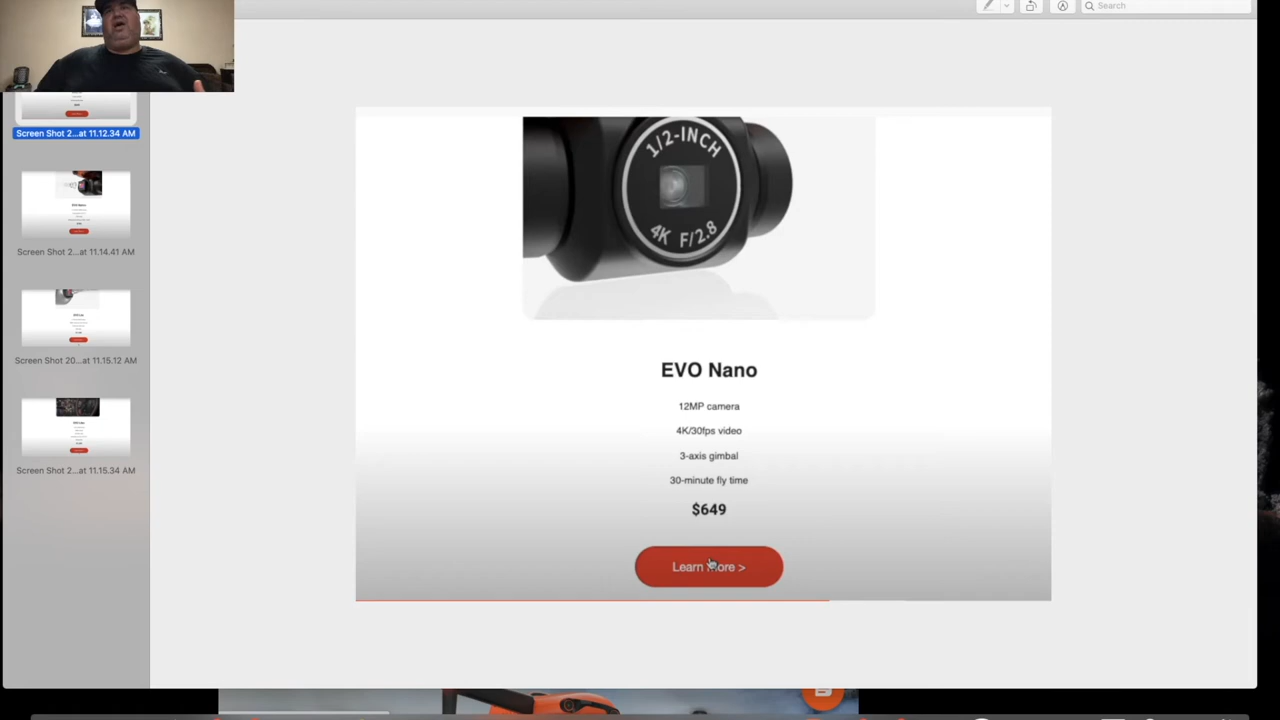 Search
Screen Shot 2...at 11.12.34 AM
Screen Shot 2...at 11.14.41 AM
Screen Shot 20...at 11.15.12 AM
Screen Shot 2...at 11.15.34 AM
1/2-INCH
4K F/2.8
EVO Nano
12MP camera
4K/30fps video
3-axis gimbal
30-minute fly time
$649
Learn More >